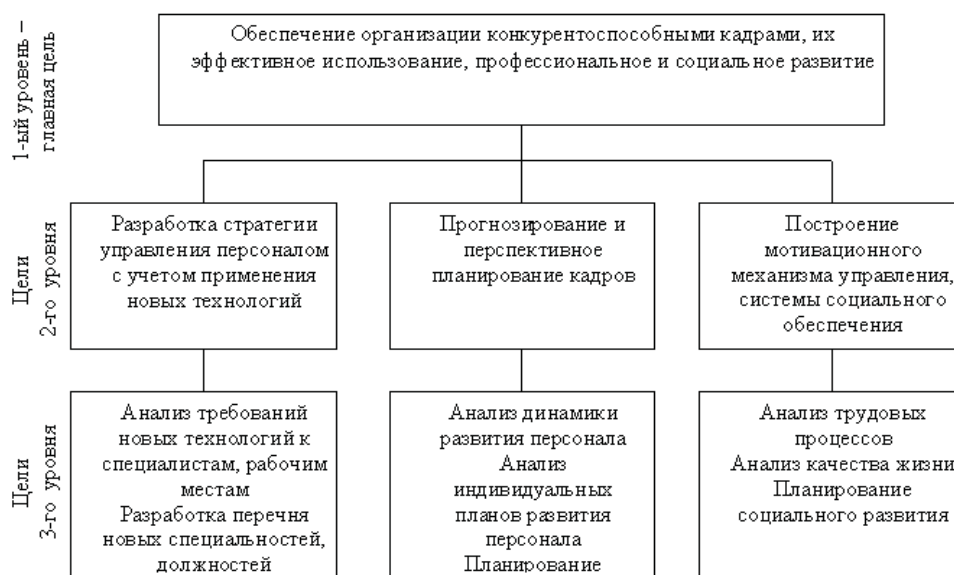 1-ый уровень –
главная цель
Обеспечение организации конкурентоспособными кадрами, их
эффективное использование, профессиональное и социальное развитие
Цели
2-го уровня
Разработка стратегии
управления персоналом
с учетом применения
новых технологий
Прогнозирование и
перспективное
планирование кадров
Построение
мотивационного
механизма управления,
системы социального
обеспечения
Цели
3-го уровня
Анализ требований
новых технологий к
специалистам, рабочим
местам
Разработка перечня
новых специальностей,
должностей
Анализ динамики
развития персонала
Анализ
индивидуальных
планов развития
персонала
Планирование
Анализ трудовых
процессов
Анализ качества жизни
Планирование
социального развития